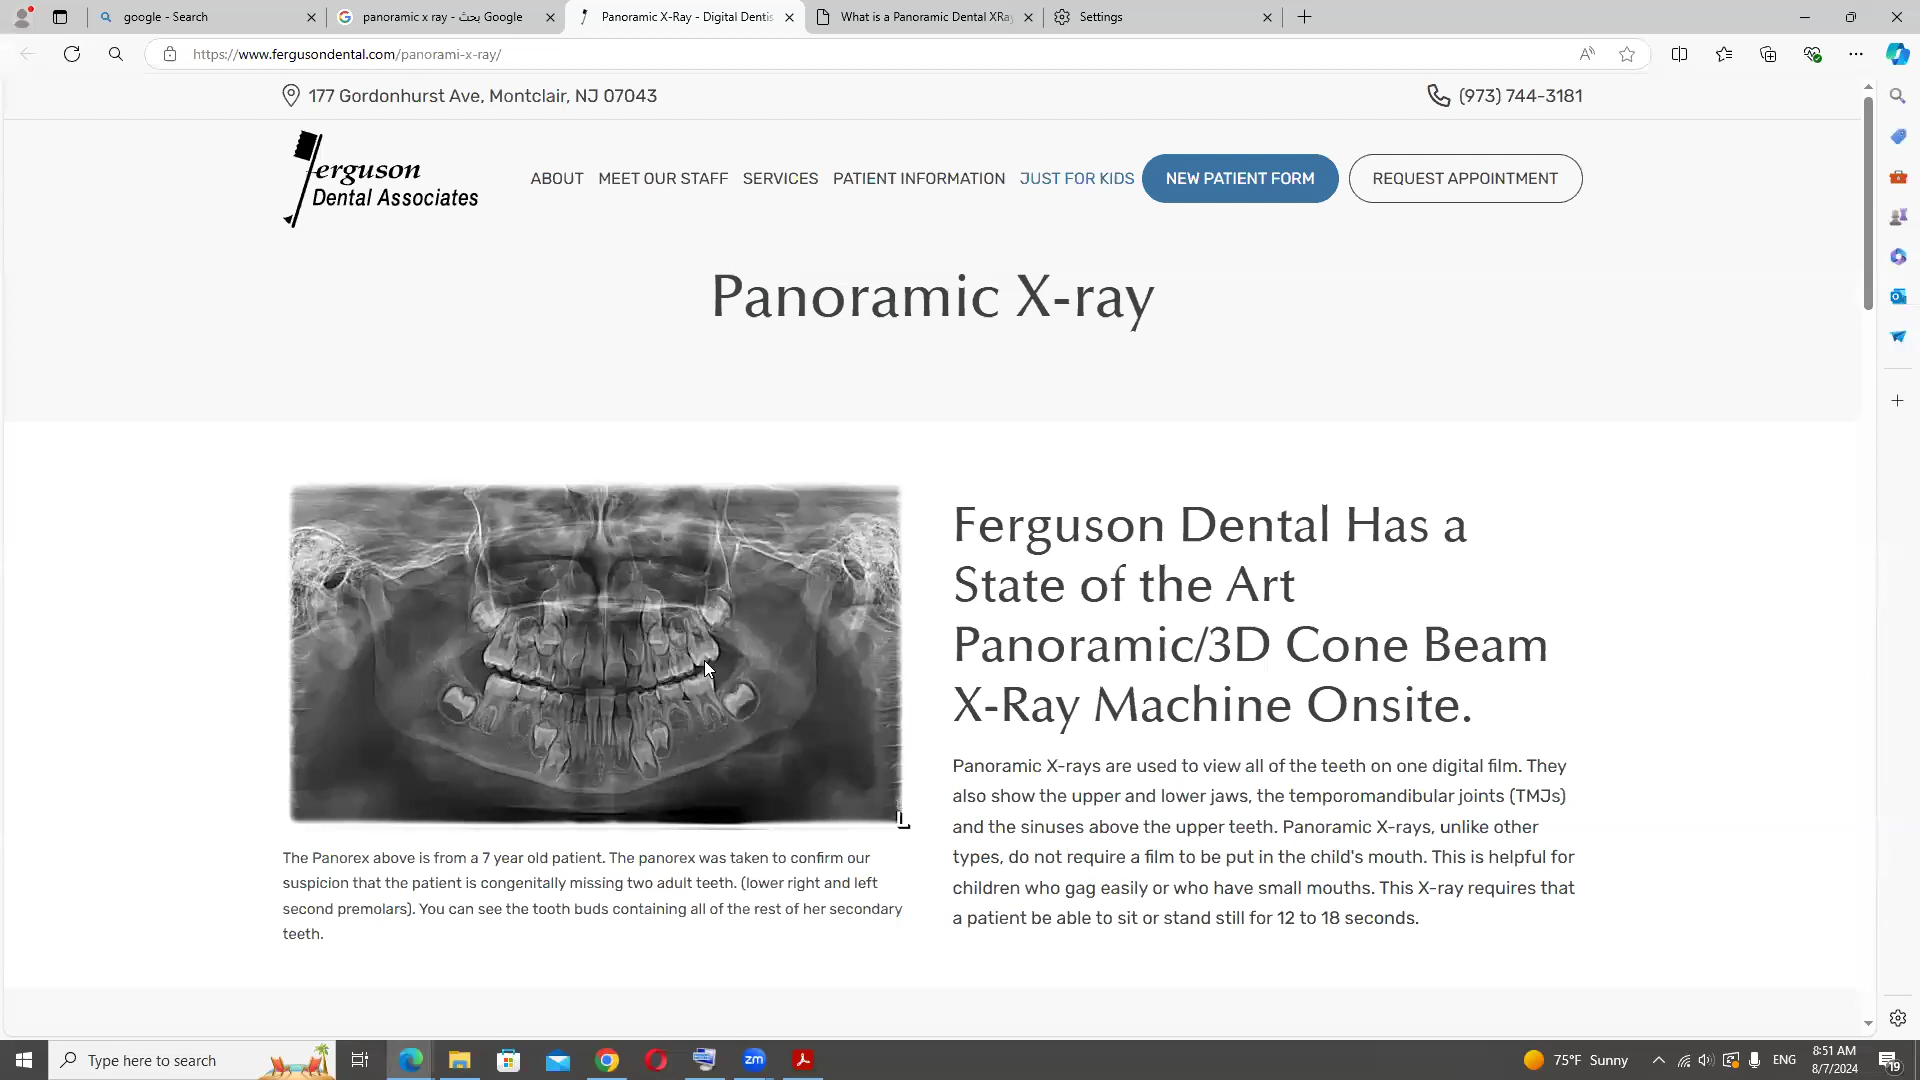 google - Search
panoramic x ray - بحث Google
Panoramic X-Ray - Digital Dentis
What is a Panoramic Dental XRay
Settings
https://www.fergusondental.com/panorami-x-ray/
177 Gordonhurst Ave, Montclair, NJ 07043
(973) 744-3181
Ferguson
Dental Associates
ABOUT
MEET OUR STAFF
SERVICES
PATIENT INFORMATION
JUST FOR KIDS
NEW PATIENT FORM
REQUEST APPOINTMENT
Panoramic X-ray
L
Ferguson Dental Has a
State of the Art
Panoramic/3D Cone Beam
X-Ray Machine Onsite.
Panoramic X-rays are used to view all of the teeth on one digital film. They
also show the upper and lower jaws, the temporomandibular joints (TMJs)
and the sinuses above the upper teeth. Panoramic X-rays, unlike other
types, do not require a film to be put in the child's mouth. This is helpful for
children who gag easily or who have small mouths. This X-ray requires that
a patient be able to sit or stand still for 12 to 18 seconds.
The Panorex above is from a 7 year old patient. The panorex was taken to confirm our
suspicion that the patient is congenitally missing two adult teeth. (lower right and left
second premolars). You can see the tooth buds containing all of the rest of her secondary
teeth.
Type here to search
zm
75°F Sunny
ENG
8:51 AM
8/7/2024
19